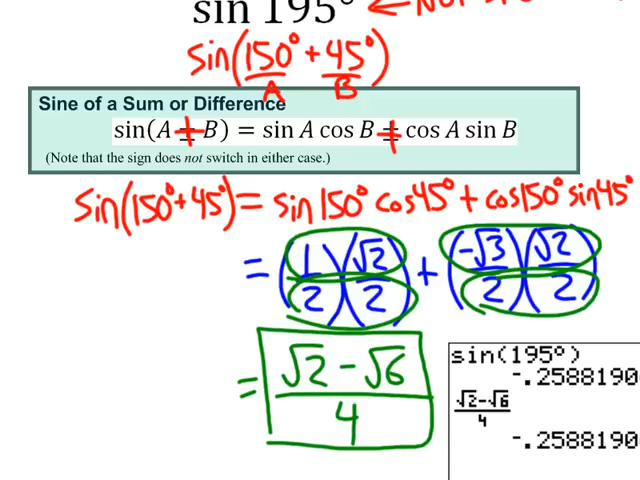 sin 195° ← Not
sin(150° + 45°)
A B
Sine of a Sum or Difference
sin(A ± B) = sin A cos B ± cos A sin B
(Note that the sign does not switch in either case.)
sin(150° + 45°) = sin 150° cos 45° + cos 150° sin 45°
= (1/2)(√2/2) + (-√3/2)(√2/2)
= (√2 - √6)/4
sin(195°)
-.2588190
(√2-√6)/4
-.2588190